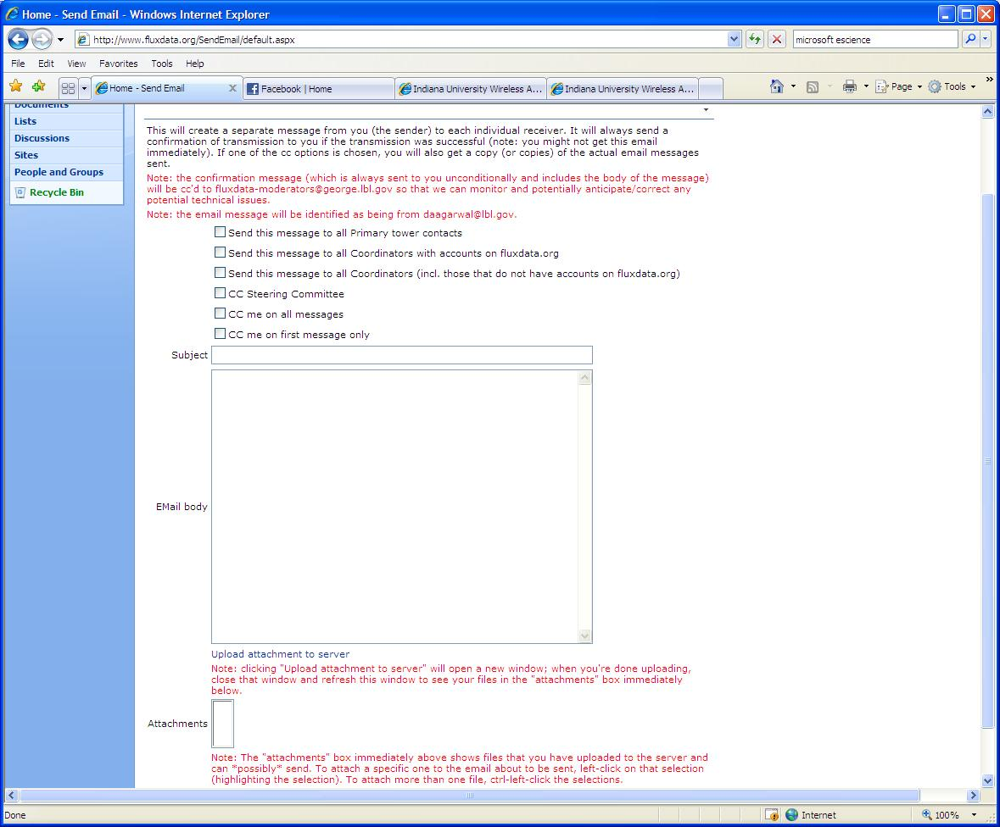 Home - Send Email - Windows Internet Explorer
http://www.fluxdata.org/SendEmail/default.aspx
microsoft escience
File Edit View Favorites Tools Help
Home - Send Email
Facebook | Home
Indiana University Wireless A...
Indiana University Wireless A...
Page Tools
Documents
Lists
Discussions
Sites
People and Groups
Recycle Bin
This will create a separate message from you (the sender) to each individual receiver. It will always send a
confirmation of transmission to you if the transmission was successful (note: you might not get this email
immediately). If one of the cc options is chosen, you will also get a copy (or copies) of the actual email messages
sent.
Note: the confirmation message (which is always sent to you unconditionally and includes the body of the message)
will be cc'd to fluxdata-moderators@george.lbl.gov so that we can monitor and potentially anticipate/correct any
potential technical issues.
Note: the email message will be identified as being from daagarwal@lbl.gov.
Send this message to all Primary tower contacts
Send this message to all Coordinators with accounts on fluxdata.org
Send this message to all Coordinators (incl. those that do not have accounts on fluxdata.org)
CC Steering Committee
CC me on all messages
CC me on first message only
Subject
EMail body
Upload attachment to server
Note: clicking "Upload attachment to server" will open a new window; when you're done uploading,
close that window and refresh this window to see your files in the "attachments" box immediately
below.
Attachments
Note: The "attachments" box immediately above shows files that you have uploaded to the server and
can *possibly* send. To attach a specific one to the email about to be sent, left-click on that selection
(highlighting the selection). To attach more than one file, ctrl-left-click the selections.
Done
Internet
100%